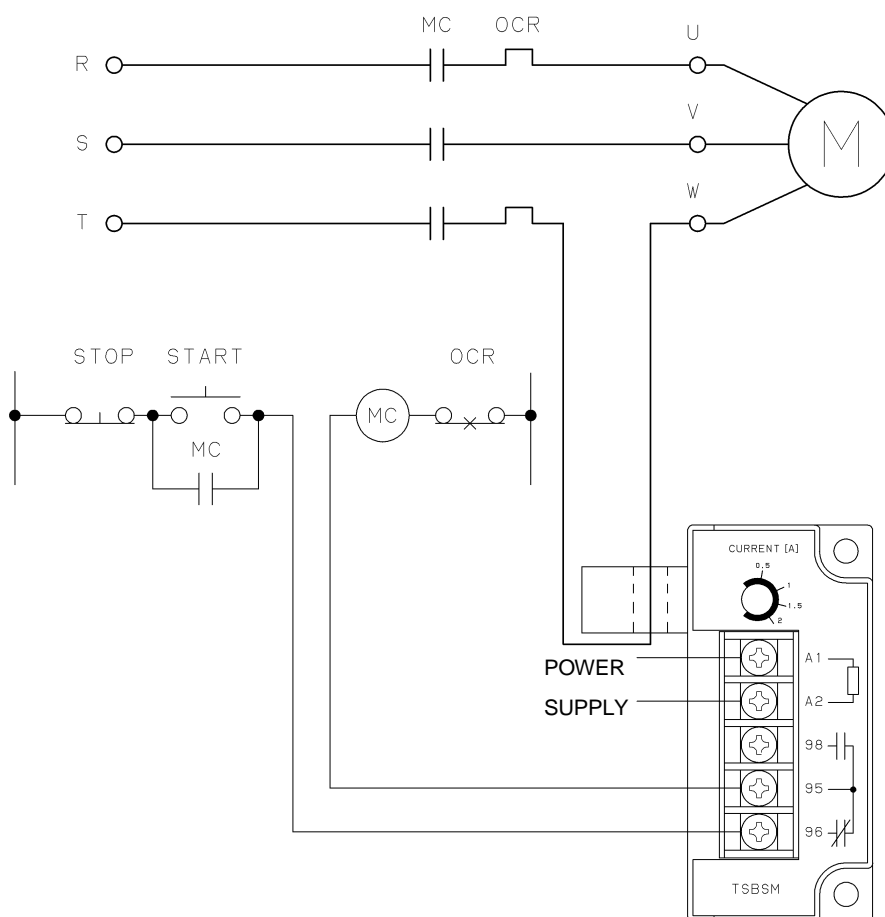 MC OCR U
R
V
S
M
W
T
STOP START OCR
MC
MC
CURRENT [A]
0.5
1
1.5
2
POWER A1
SUPPLY A2
98
95
96
TSBSM